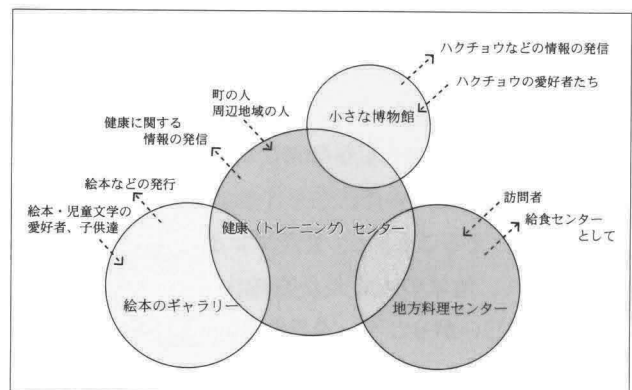 ハクチョウなどの情報の発信
ハクチョウの愛好者たち
小さな博物館
町の人
周辺地域の人
健康に関する
情報の発信
絵本などの発行
絵本・児童文学の
愛好者、子供達
健康（トレーニング）センター
訪問者
給食センター
として
絵本のギャラリー
地方料理センター